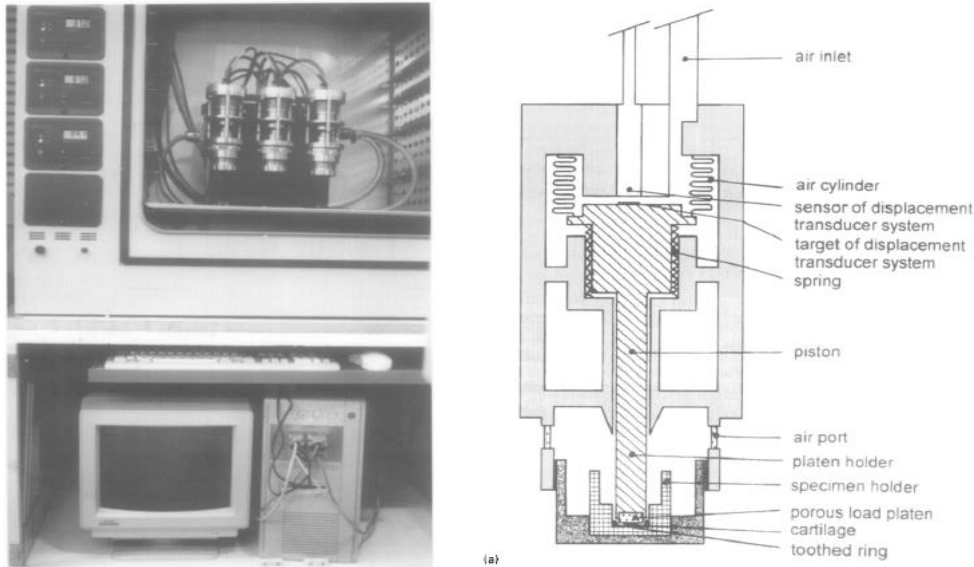 air inlet
air cylinder
sensor of displacement
transducer system
target of displacement
transducer system
spring
piston
air port
platen holder
specimen holder
porous load platen
cartilage
toothed ring
(a)